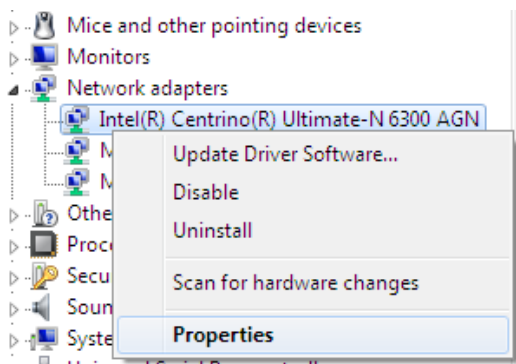 Mice and other pointing devices
Monitors
Network adapters
Intel(R) Centrino(R) Ultimate-N 6300 AGN
Update Driver Software...
Disable
Uninstall
Scan for hardware changes
Properties